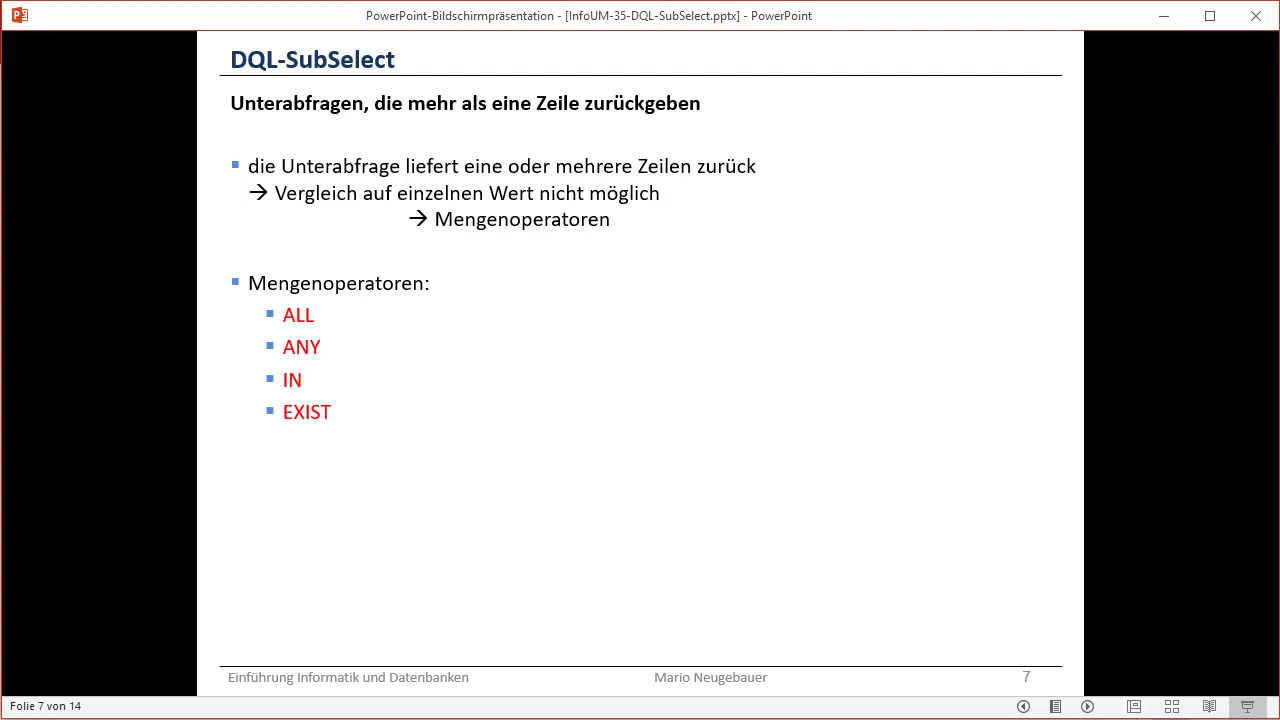 PowerPoint-Bildschirmpräsentation - [InfoUM-35-DQL-SubSelect.pptx] - PowerPoint
DQL-SubSelect
Unterabfragen, die mehr als eine Zeile zurückgeben
die Unterabfrage liefert eine oder mehrere Zeilen zurück
→ Vergleich auf einzelnen Wert nicht möglich
→ Mengenoperatoren
Mengenoperatoren:
ALL
ANY
IN
EXIST
Einführung Informatik und Datenbanken Mario Neugebauer 7
Folie 7 von 14